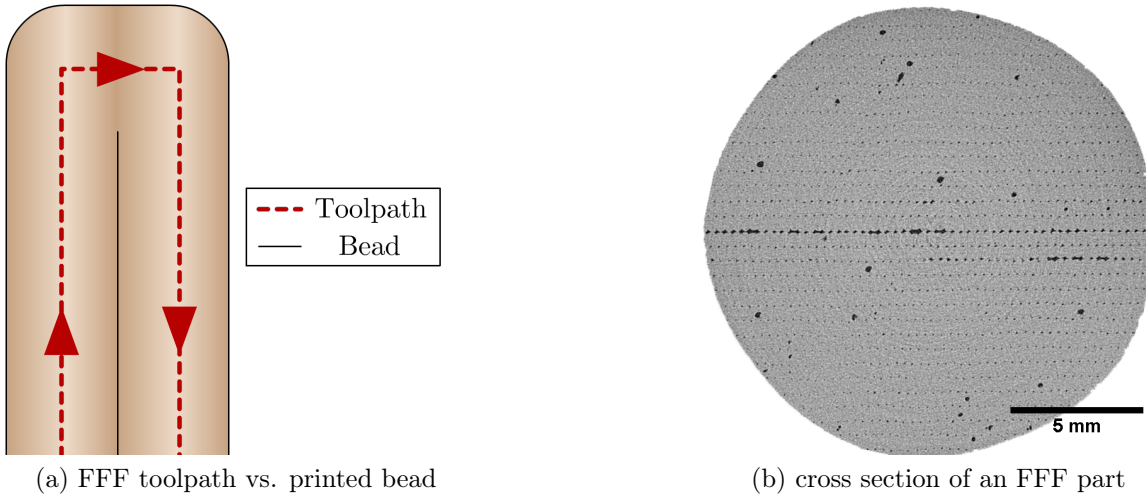 Toolpath
Bead
5 mm
(a) FFF toolpath vs. printed bead
(b) cross section of an FFF part